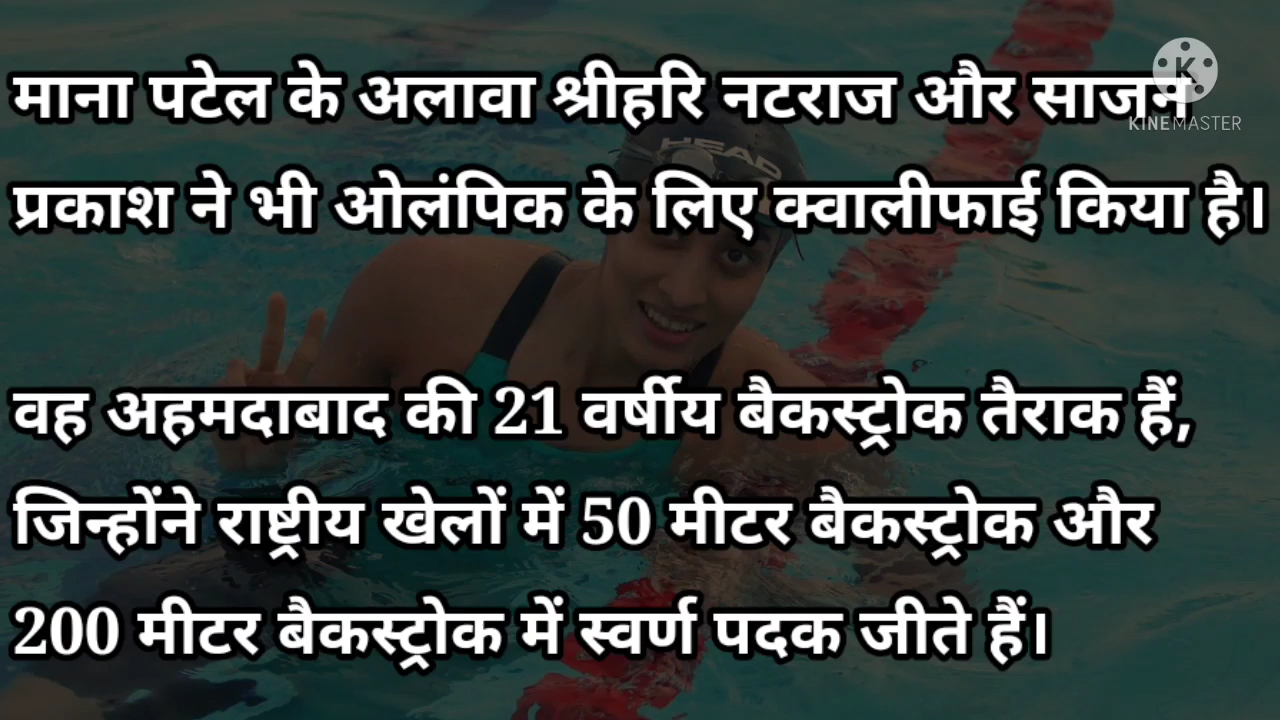 माना पटेल के अलावा श्रीहरि नटराज और साजन
प्रकाश ने भी ओलंपिक के लिए क्वालीफाई किया है।
वह अहमदाबाद की 21 वर्षीय बैकस्ट्रोक तैराक हैं,
जिन्होंने राष्ट्रीय खेलों में 50 मीटर बैकस्ट्रोक और
200 मीटर बैकस्ट्रोक में स्वर्ण पदक जीते हैं।
K
KINEMASTER
HEAD